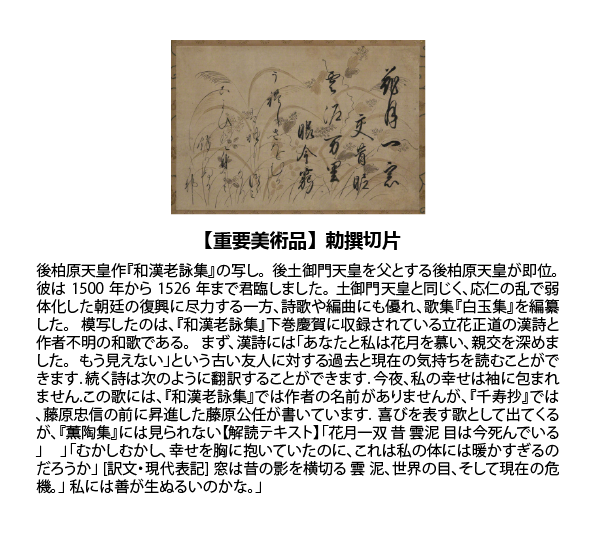 花月一窓
交昔昵
雲泥万里
眼今窮
【重要美術品】勅撰切片
後柏原天皇作『和漢老詠集』の写し。後土御門天皇を父とする後柏原天皇が即位。
彼は 1500 年から 1526 年まで君臨しました。土御門天皇と同じく、応仁の乱で弱
体化した朝廷の復興に尽力する一方、詩歌や編曲にも優れ、歌集『白玉集』を編纂
した。 模写したのは、『和漢老詠集』下巻慶賀に収録されている立花正道の漢詩と
作者不明の和歌である。 まず、漢詩には「あなたと私は花月を慕い、親交を深めま
した。 もう見えない」という古い友人に対する過去と現在の気持ちを読むことがで
きます. 続く詩は次のように翻訳することができます. 今夜、私の幸せは袖に包まれ
ません.この歌には、『和漢老詠集』では作者の名前がありませんが、『千寿抄』では
、藤原忠信の前に昇進した藤原公任が書いています. 喜びを表す歌として出てくる
が、『薫陶集』には見られない【解読テキスト】「花月一双 昔 雲泥 目は今死んでいる
」 「むかしむかし、幸せを胸に抱いていたのに、これは私の体には暖かすぎるの
だろうか」 [訳文・現代表記] 窓は昔の影を横切る 雲 泥、世界の目、そして現在の危
機。」 私には善が生ぬるいのかな。」